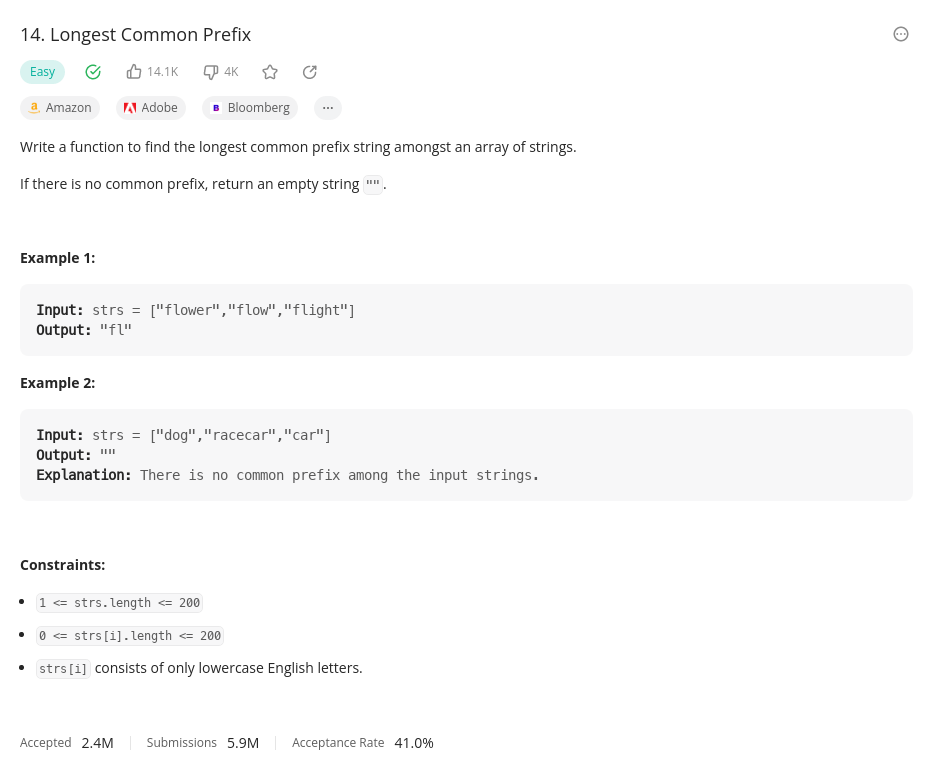 14. Longest Common Prefix
Easy 14.1K 4K
Amazon Adobe Bloomberg ...
Write a function to find the longest common prefix string amongst an array of strings.
If there is no common prefix, return an empty string "".
Example 1:
Input: strs = ["flower","flow","flight"]
Output: "fl"
Example 2:
Input: strs = ["dog","racecar","car"]
Output: ""
Explanation: There is no common prefix among the input strings.
Constraints:
• 1 <= strs.length <= 200
• 0 <= strs[i].length <= 200
• strs[i] consists of only lowercase English letters.
Accepted 2.4M Submissions 5.9M Acceptance Rate 41.0%